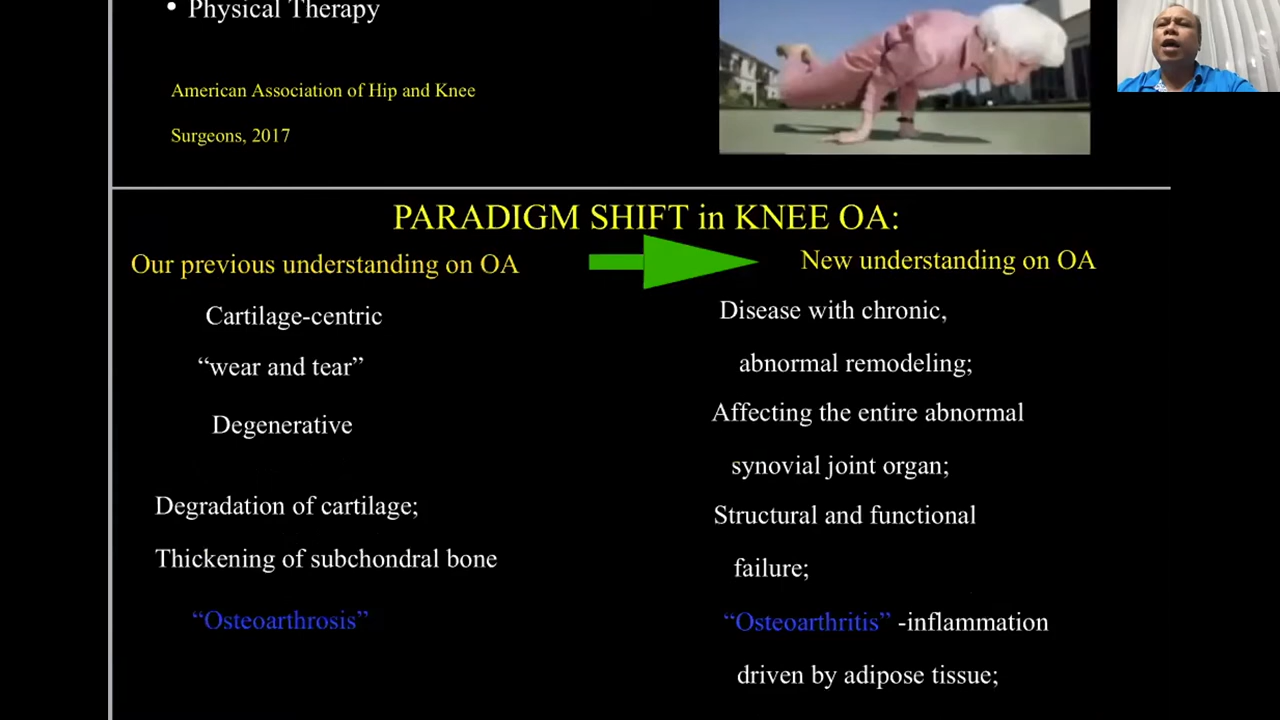 • Physical Therapy
American Association of Hip and Knee
Surgeons, 2017
PARADIGM SHIFT in KNEE OA:
Our previous understanding on OA
Cartilage-centric
“wear and tear”
Degenerative
Degradation of cartilage;
Thickening of subchondral bone
“Osteoarthrosis”
New understanding on OA
Disease with chronic,
abnormal remodeling;
Affecting the entire abnormal
synovial joint organ;
Structural and functional
failure;
“Osteoarthritis” -inflammation
driven by adipose tissue;